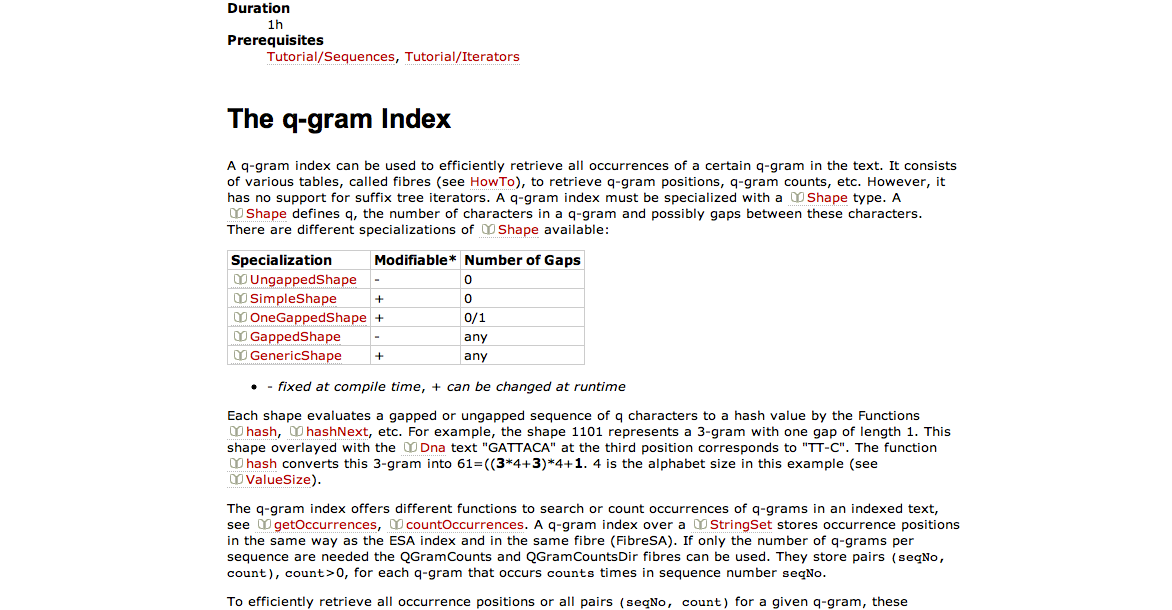 Duration
1h
Prerequisites
Tutorial/Sequences, Tutorial/Iterators
The q-gram Index
A q-gram index can be used to efficiently retrieve all occurrences of a certain q-gram in the text. It consists
of various tables, called fibres (see HowTo), to retrieve q-gram positions, q-gram counts, etc. However, it
has no support for suffix tree iterators. A q-gram index must be specialized with a Shape type. A
Shape defines q, the number of characters in a q-gram and possibly gaps between these characters.
There are different specializations of Shape available:
Specialization Modifiable* Number of Gaps
UngappedShape - 0
SimpleShape + 0
OneGappedShape + 0/1
GappedShape - any
GenericShape + any
• - fixed at compile time, + can be changed at runtime
Each shape evaluates a gapped or ungapped sequence of q characters to a hash value by the Functions
hash, hashNext, etc. For example, the shape 1101 represents a 3-gram with one gap of length 1. This
shape overlayed with the Dna text "GATTACA" at the third position corresponds to "TT-C". The function
hash converts this 3-gram into 61=((3*4+3)*4+1. 4 is the alphabet size in this example (see
ValueSize).
The q-gram index offers different functions to search or count occurrences of q-grams in an indexed text,
see getOccurrences, countOccurrences. A q-gram index over a StringSet stores occurrence positions
in the same way as the ESA index and in the same fibre (FibreSA). If only the number of q-grams per
sequence are needed the QGramCounts and QGramCountsDir fibres can be used. They store pairs (seqNo,
count), count>0, for each q-gram that occurs counts times in sequence number seqNo.
To efficiently retrieve all occurrence positions or all pairs (seqNo, count) for a given q-gram, these